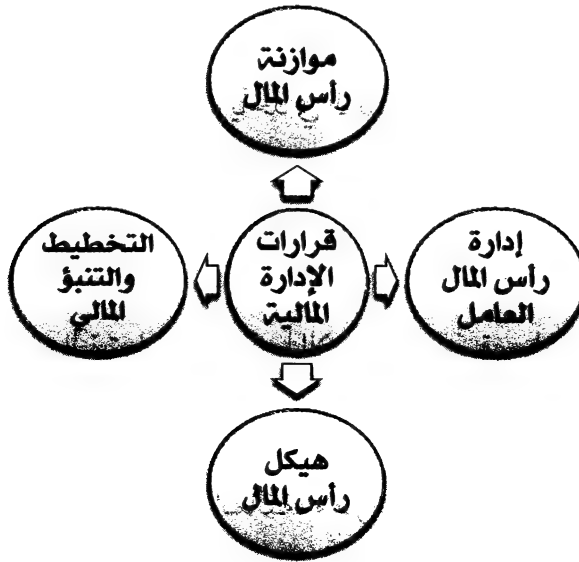 موازنة
رأس المال
إدارة
رأس المال
العامل
قرارات
الإدارة
المالية
التخطيط
والتنبؤ
المالي
هيكل
رأس المال